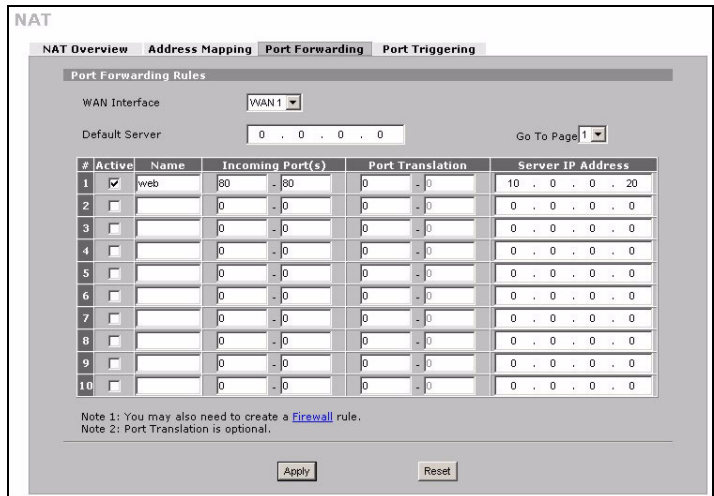 NAT
NAT Overview Address Mapping Port Forwarding Port Triggering
Port Forwarding Rules
WAN Interface WAN 1
Default Server 0 . 0 . 0 . 0 Go To Page 1
# Active Name Incoming Port(s) Port Translation Server IP Address
1 web 80 - 80 0 - 0 10 . 0 . 0 . 20
2 0 - 0 0 - 0 0 . 0 . 0 . 0
3 0 - 0 0 - 0 0 . 0 . 0 . 0
4 0 - 0 0 - 0 0 . 0 . 0 . 0
5 0 - 0 0 - 0 0 . 0 . 0 . 0
6 0 - 0 0 - 0 0 . 0 . 0 . 0
7 0 - 0 0 - 0 0 . 0 . 0 . 0
8 0 - 0 0 - 0 0 . 0 . 0 . 0
9 0 - 0 0 - 0 0 . 0 . 0 . 0
10 0 - 0 0 - 0 0 . 0 . 0 . 0
Note 1: You may also need to create a Firewall rule.
Note 2: Port Translation is optional.
Apply Reset